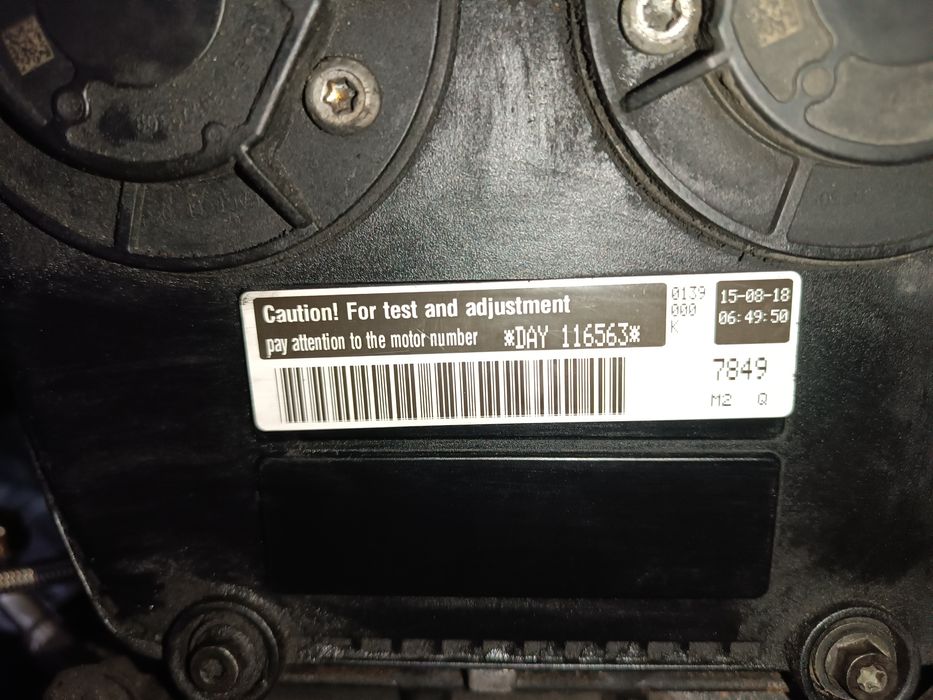 Caution! For test and adjustment
pay attention to the motor number *DAY 116563*
0139
000
K
15-08-18
06:49:50
7849
M2 Q